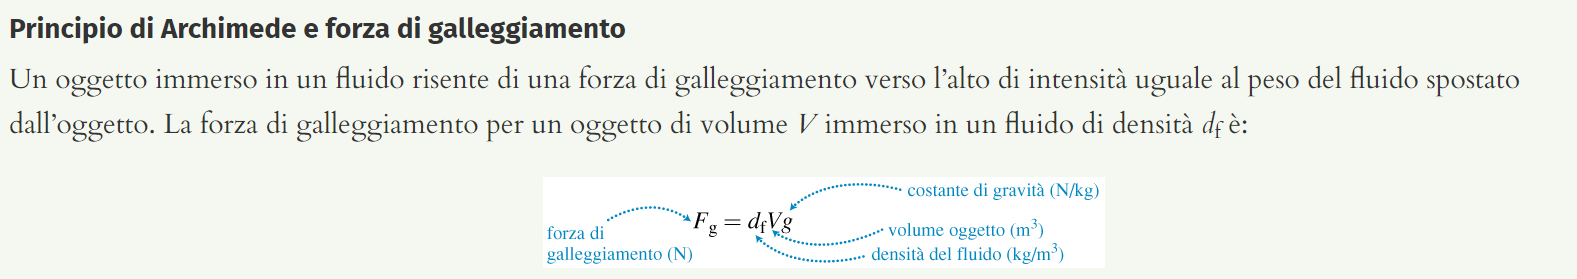 Principio di Archimede e forza di galleggiamento
Un oggetto immerso in un fluido risente di una forza di galleggiamento verso l’alto di intensità uguale al peso del fluido spostato
dall’oggetto. La forza di galleggiamento per un oggetto di volume V immerso in un fluido di densità d_f è:
costante di gravità (N/kg)
F_g = d_fVg
forza di
galleggiamento (N)
volume oggetto (m³)
densità del fluido (kg/m³)